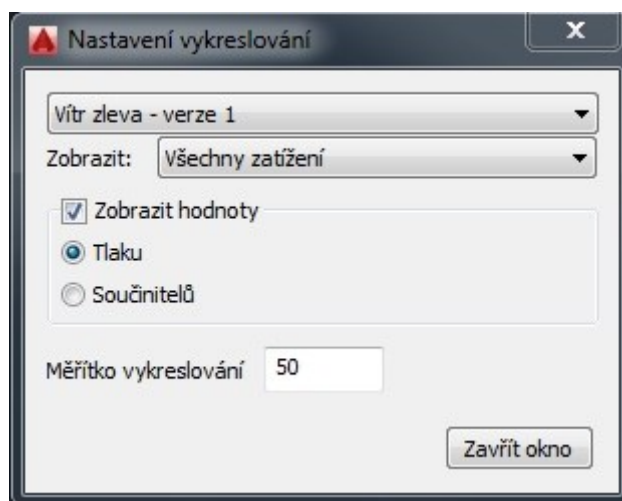 Nastavení vykreslování
Vítr zleva - verze 1
Zobrazit: Všechny zatížení
Zobrazit hodnoty
Tlaku
Součinitelů
Měřítko vykreslování 50
Zavřít okno